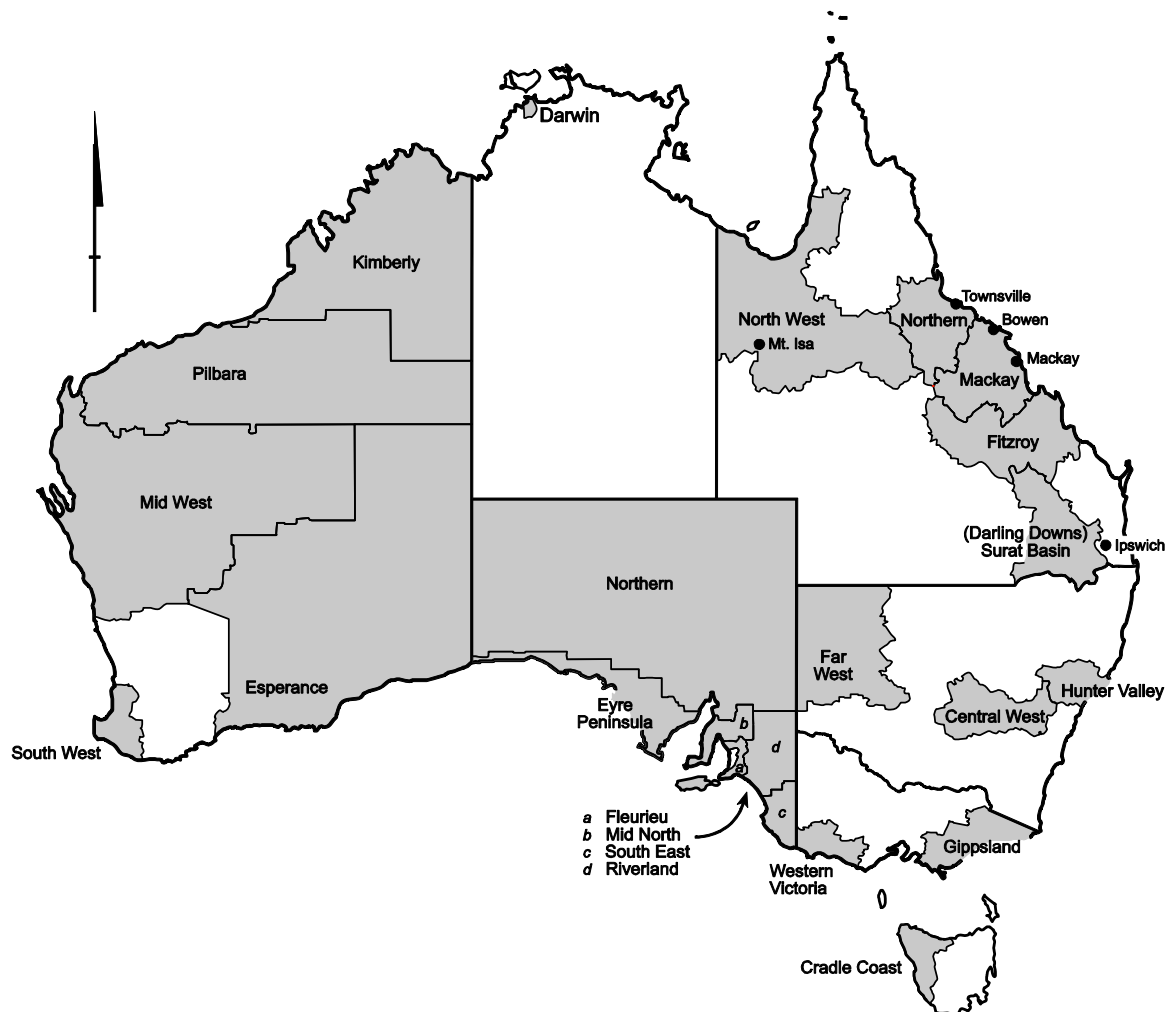 Darwin
Kimberly
Townsville
North West
Northern
Bowen
Mt. Isa
Mackay
Pilbara
Mackay
Fitzroy
Mid West
(Darling Downs)
Surat Basin
Ipswich
Northern
Far
West
Esperance
Hunter Valley
Eyre
Peninsula
Central West
b
South West
d
a
c
a Fleurieu
b Mid North
c South East
d Riverland
Gippsland
Western
Victoria
Cradle Coast